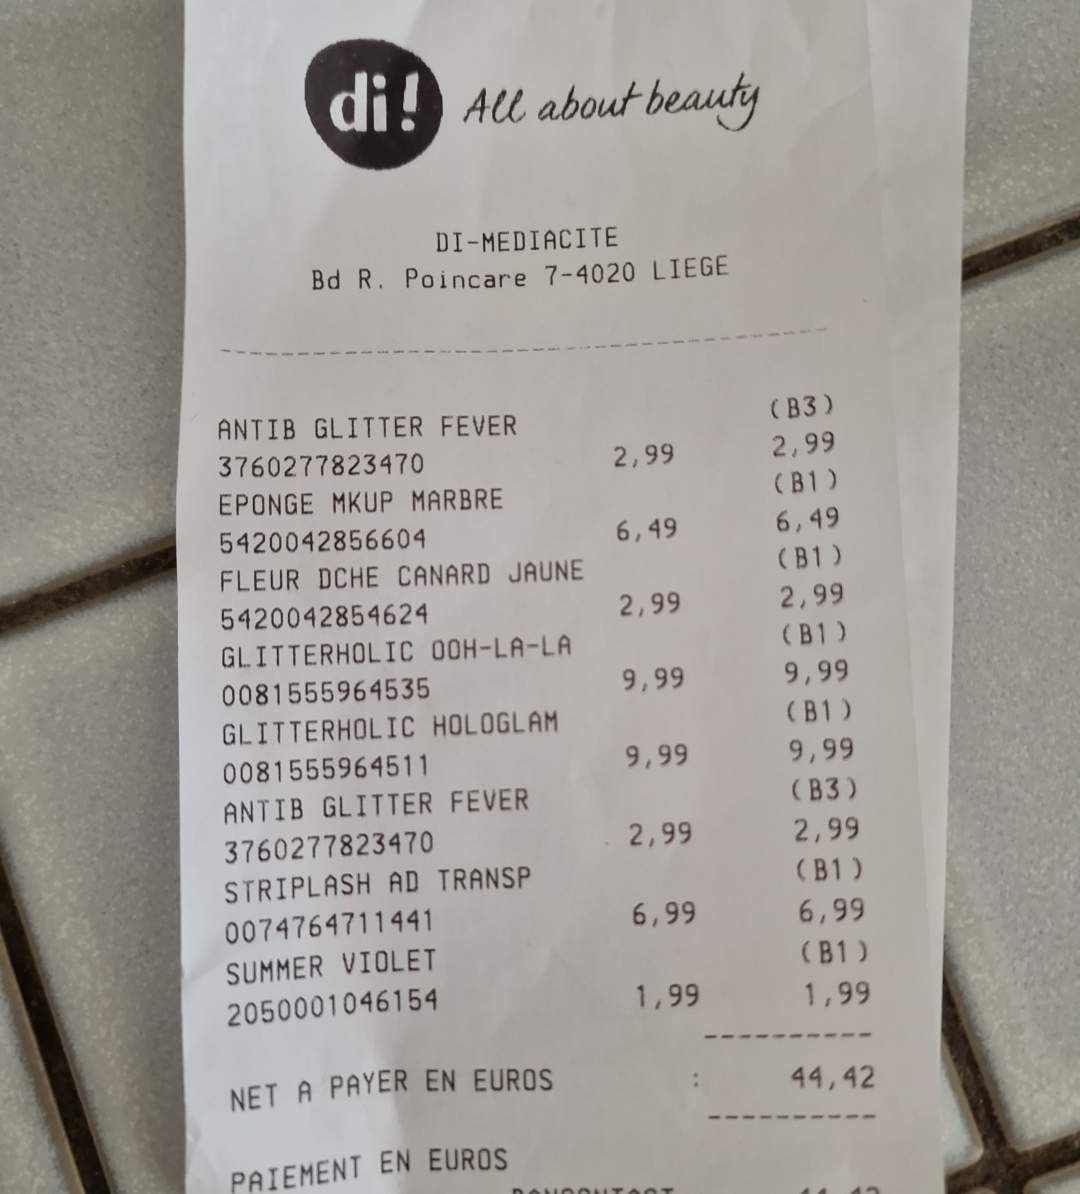 di! All about beauty
DI-MEDIACITE
Bd R. Poincare 7-4020 LIEGE
ANTIB GLITTER FEVER (B3)
3760277823470 2,99 2,99
EPONGE MKUP MARBRE (B1)
5420042856604 6,49 6,49
FLEUR DCHE CANARD JAUNE (B1)
5420042854624 2,99 2,99
GLITTERHOLIC OOH-LA-LA (B1)
0081555964535 9,99 9,99
GLITTERHOLIC HOLOGLAM (B1)
0081555964511 9,99 9,99
ANTIB GLITTER FEVER (B3)
3760277823470 2,99 2,99
STRIPLASH AD TRANSP (B1)
0074764711441 6,99 6,99
SUMMER VIOLET (B1)
2050001046154 1,99 1,99
NET A PAYER EN EUROS : 44,42
PAIEMENT EN EUROS